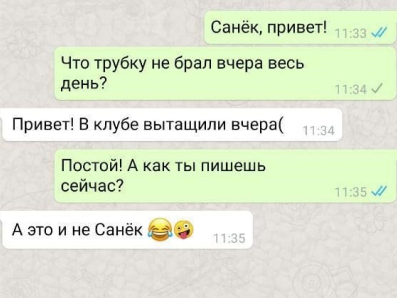 Санёк, привет! 11:33
Что трубку не брал вчера весь
день? 11:34
Привет! В клубе вытащили вчера( 11:34
Постой! А как ты пишешь
сейчас? 11:35
А это и не Санёк 😂🤪 11:35